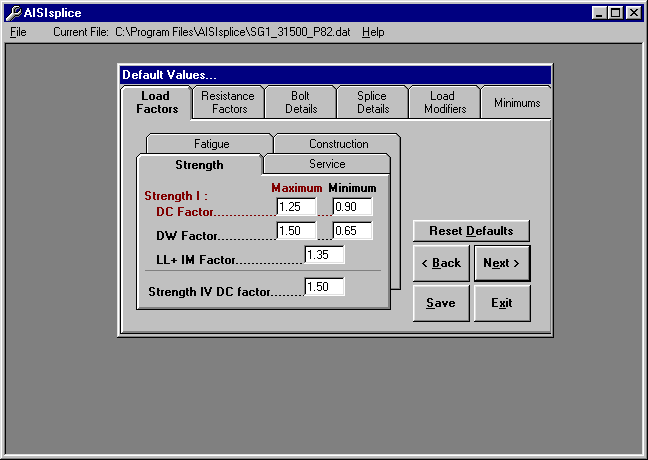 AISIsplice
File Current File: C:\Program Files\AISIsplice\SG1_31500_P82.dat Help
Default Values...
Load Factors Resistance Factors Bolt Details Splice Details Load Modifiers Minimums
Fatigue Construction
Strength Service
Maximum Minimum
Strength I :
DC Factor........ 1.25 ... 0.90
DW Factor........ 1.50 ... 0.65
LL+ IM Factor........ 1.35
Strength IV DC factor........ 1.50
Reset Defaults
< Back Next >
Save Exit